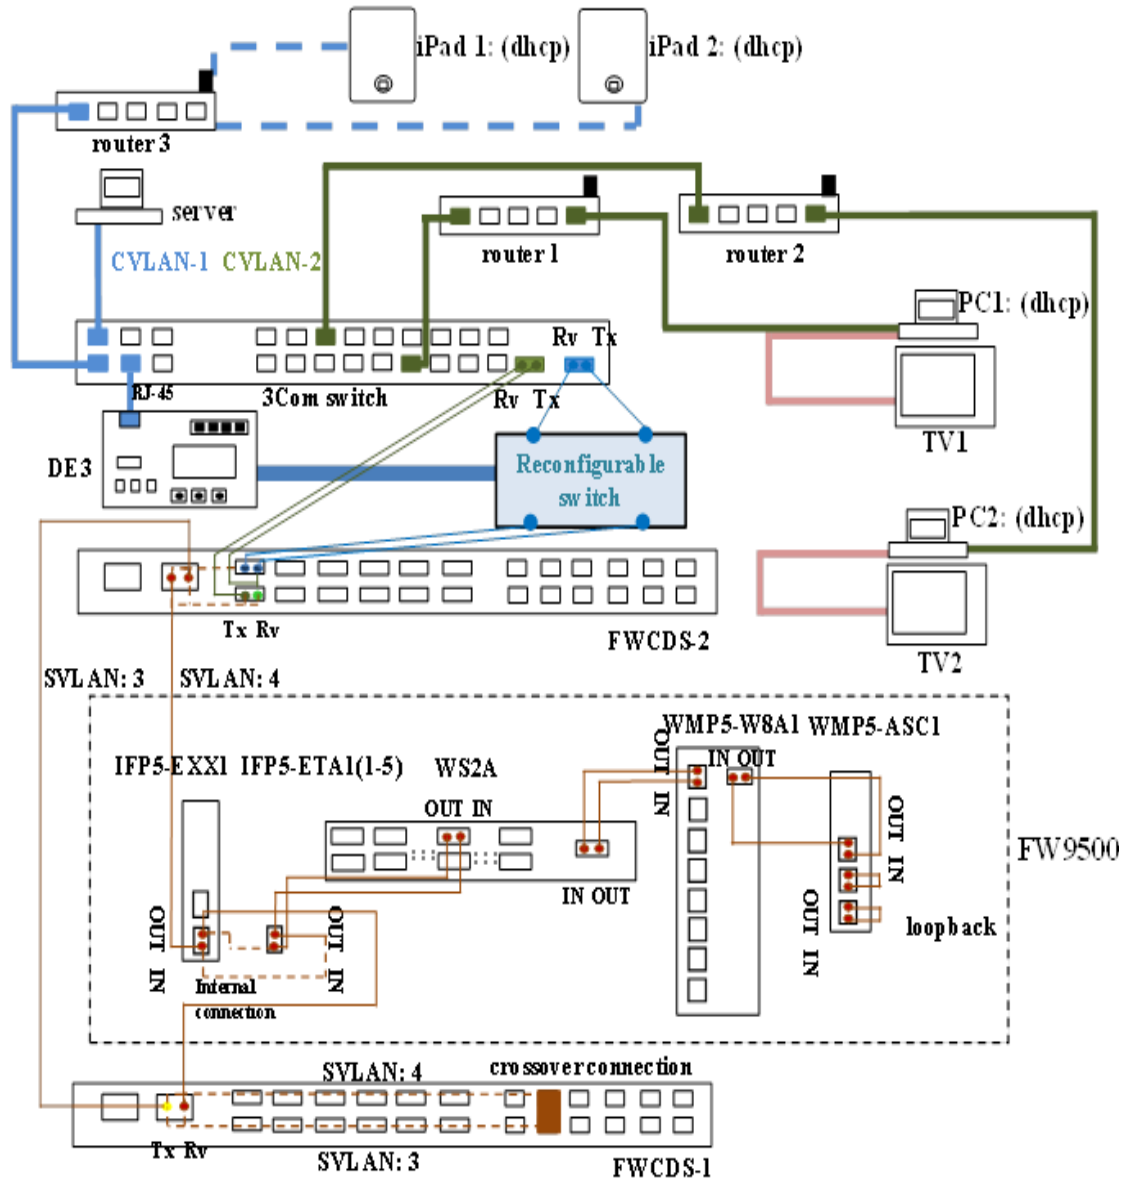 iPad 1: (dhcp)
iPad 2: (dhcp)
router 3
server
CVLAN-1
CVLAN-2
router 1
router 2
PC1: (dhcp)
Rv Tx
RJ-45
3Com switch
Rv Tx
TV1
DE3
Reconfigurable
switch
PC2: (dhcp)
Tx Rv
FWCDS-2
TV2
SVLAN: 3
SVLAN: 4
WMP5-W8A1
WMP5-ASC1
IFP5-EXX1
IFP5-ETA1(1-5)
WS2A
OUT IN
IN OUT
OUT IN
OUT IN
FW9500
IN OUT
OUT IN
OUT IN
OUT IN
loopback
Internal
connection
SVLAN: 4
crossover connection
Tx Rv
SVLAN: 3
FWCDS-1